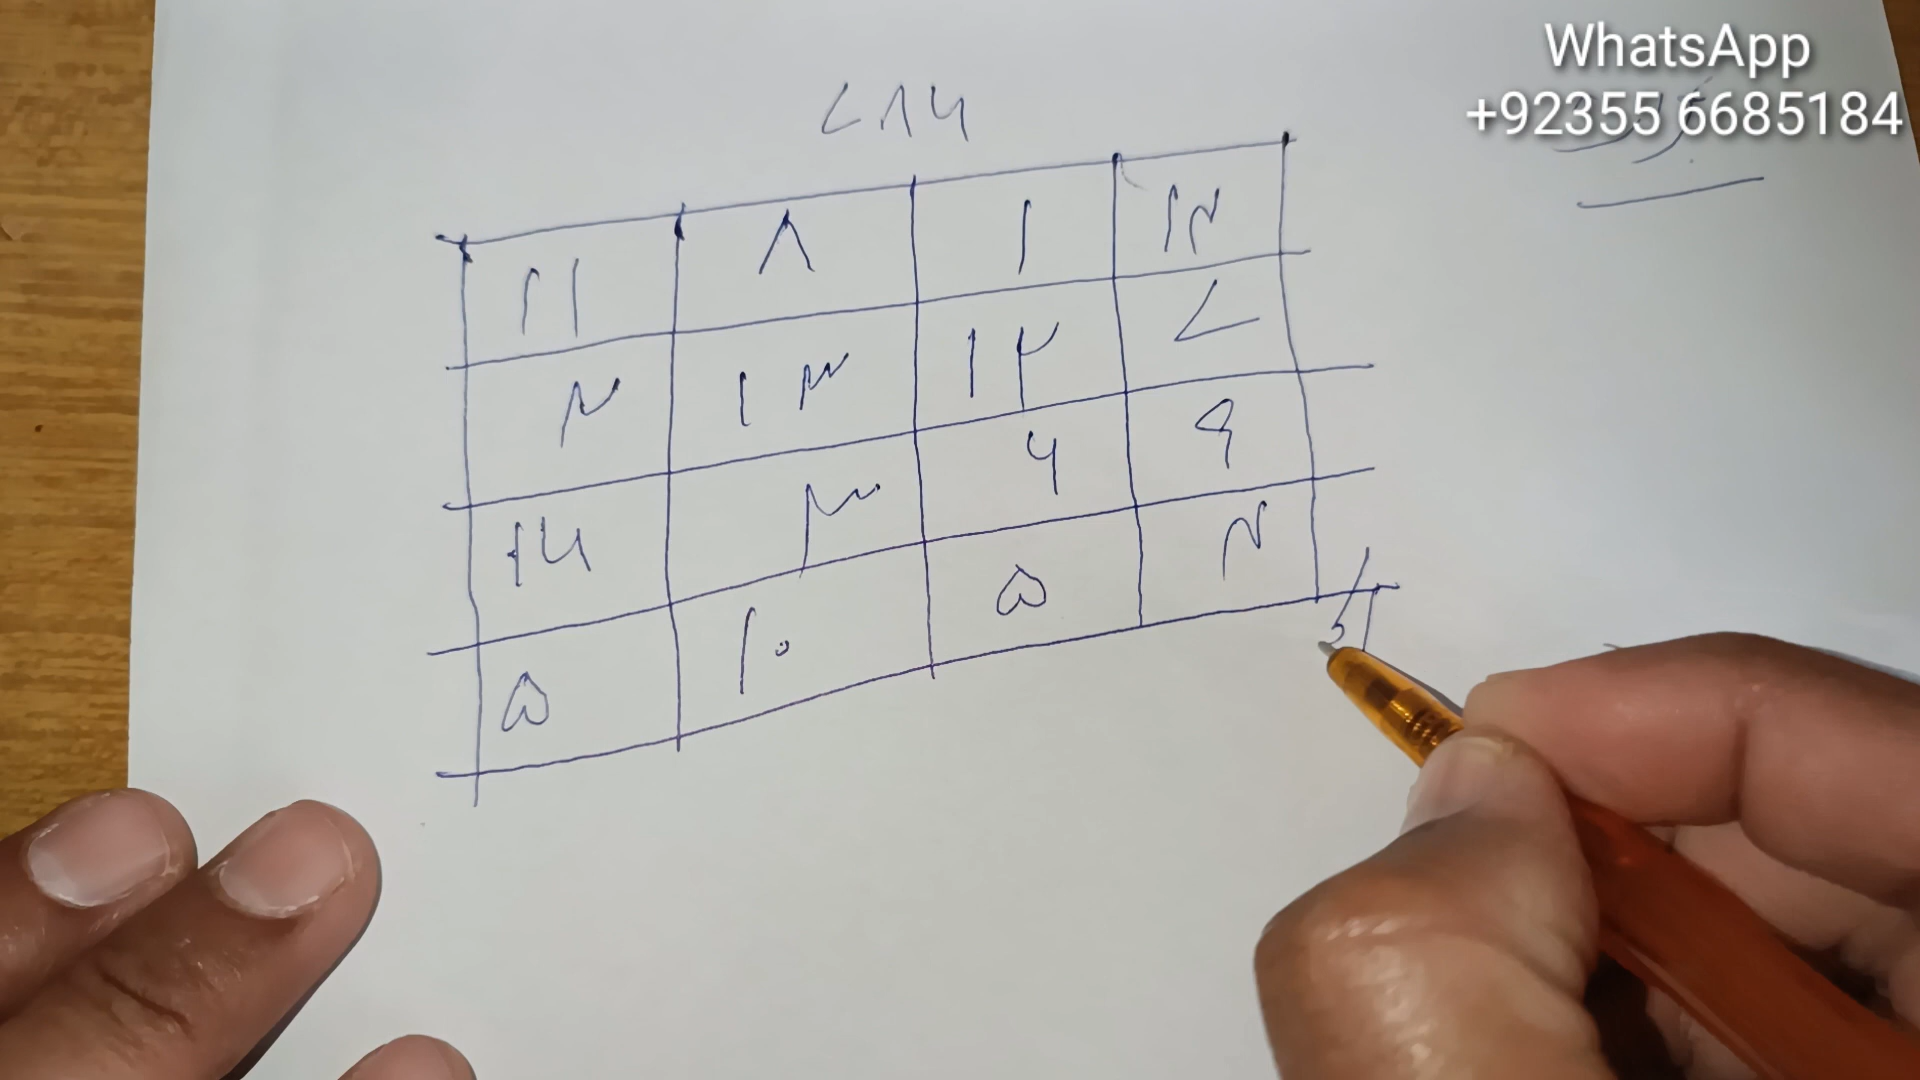 WhatsApp
+92355 6685184
۷۸۶
۱۱ ۸ ۱ ۱۴
۲ ۱۳ ۱۲ ۷
۱۶ ۳ ۶ ۹
۵ ۱۰ ۵ ۴